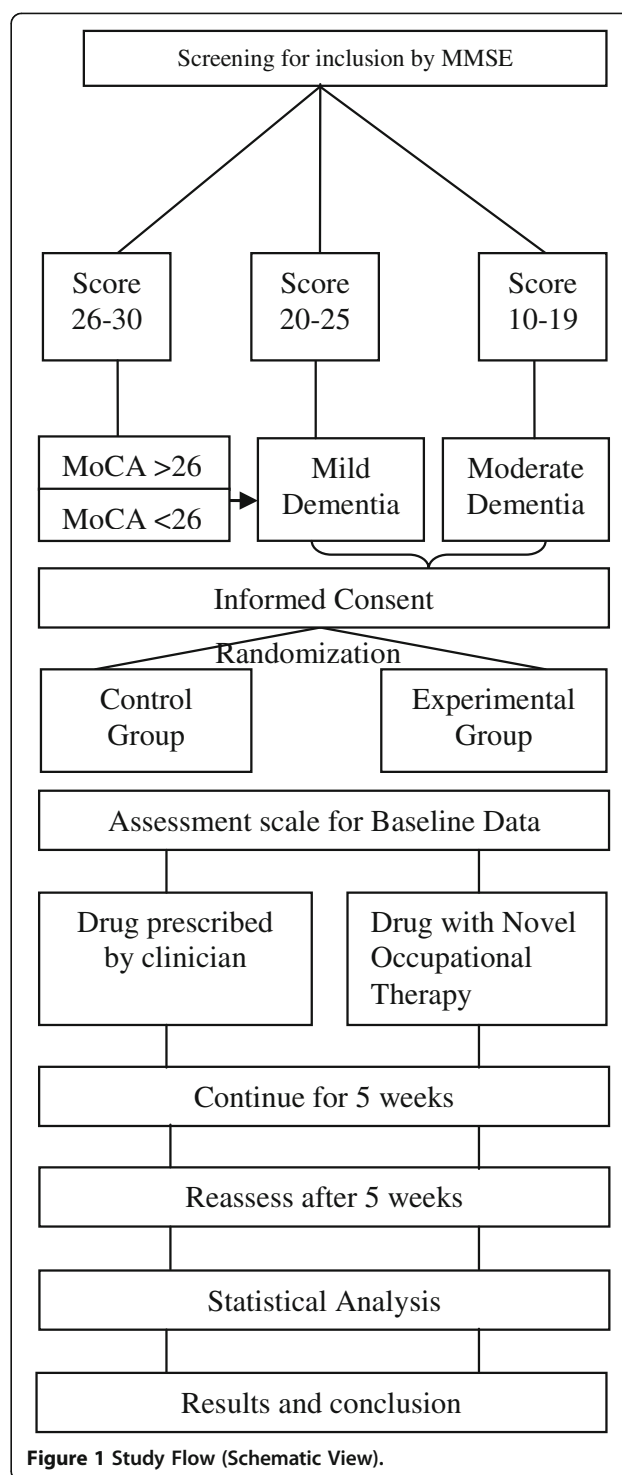 Screening for inclusion by MMSE
Score
26-30
Score
20-25
Score
10-19
MoCA >26
MoCA <26
Mild
Dementia
Moderate
Dementia
Informed Consent
Randomization
Control
Group
Experimental
Group
Assessment scale for Baseline Data
Drug prescribed
by clinician
Drug with Novel
Occupational
Therapy
Continue for 5 weeks
Reassess after 5 weeks
Statistical Analysis
Results and conclusion
Figure 1 Study Flow (Schematic View).